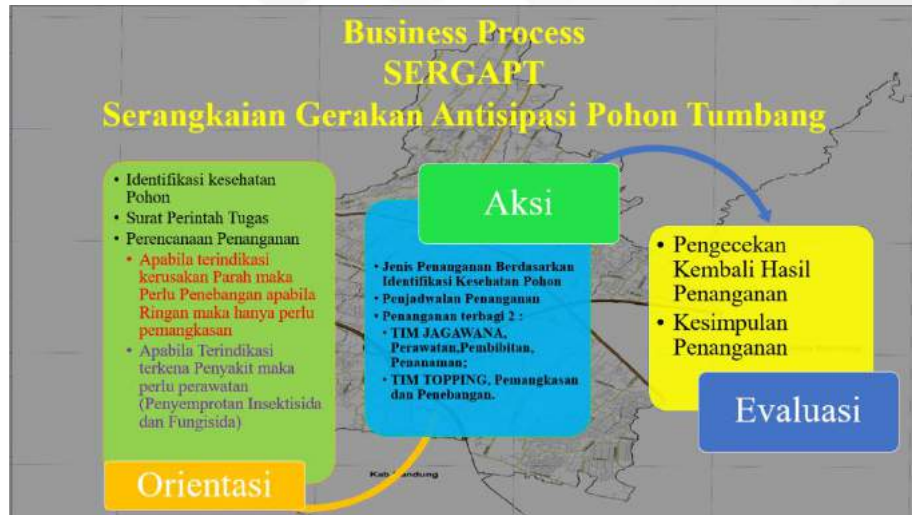 Business Process
SERGAPT
Serangkaian Gerakan Antisipasi Pohon Tumbang
• Identifikasi kesehatan
Pohon
• Surat Perintah Tugas
• Perencanaan Penanganan
• Apabila terindikasi
kerusakan Parah maka
Perlu Penebangan apabila
Ringan maka hanya perlu
pemangkasan
• Apabila Terindikasi
terkena Penyakit maka
perlu perawatan
(Penyemprotan Insektisida
dan Fungisida)
Orientasi
Aksi
• Jenis Penanganan Berdasarkan
Identifikasi Kesehatan Pohon
• Penjadwalan Penanganan
• Penanganan terbagi 2 :
• TIM JAGAWANA,
Perawatan,Pembibitan,
Penanaman;
• TIM TOPPING, Pemangkasan
dan Penebangan.
• Pengecekan
Kembali Hasil
Penanganan
• Kesimpulan
Penanganan
Evaluasi